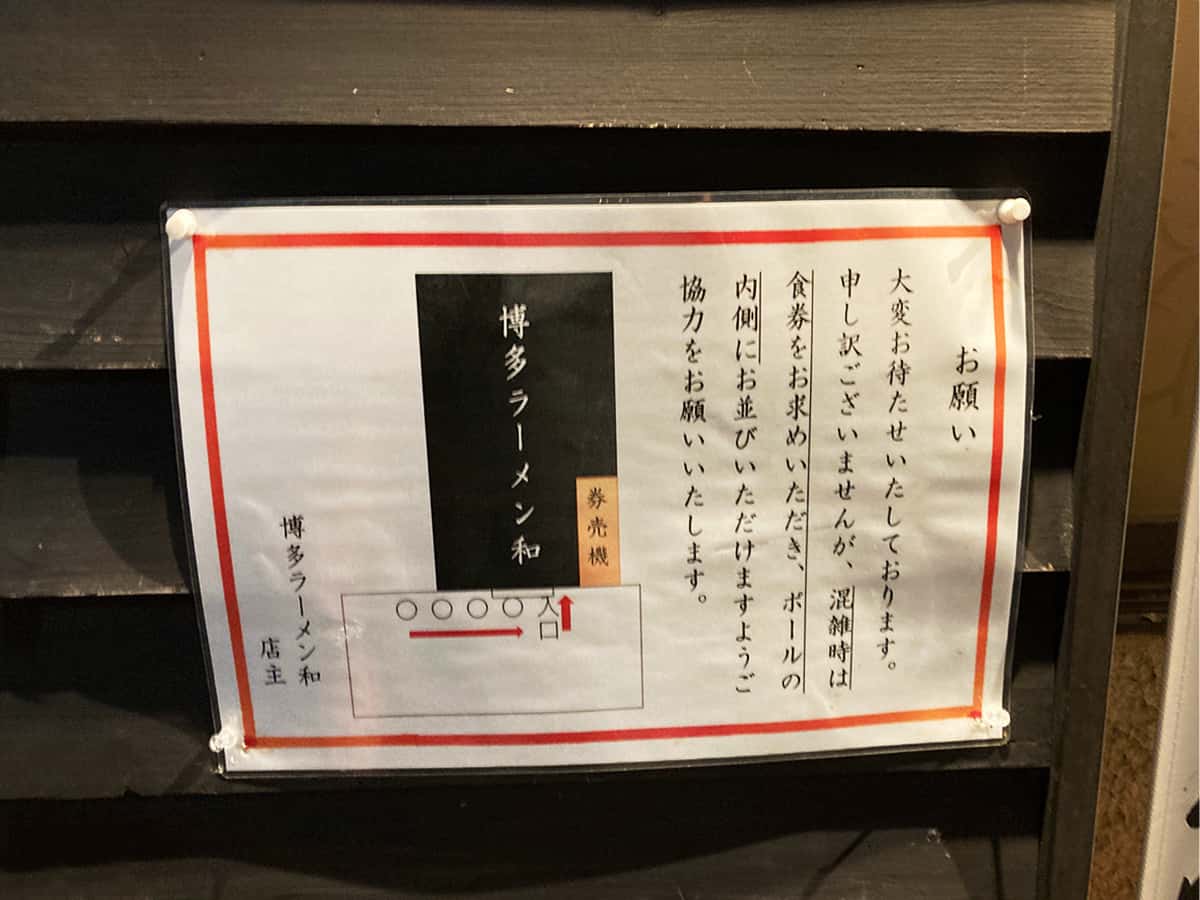 お願い
大変お待たせいたしております。
申し訳ございませんが、混雑時は
食券をお求めいただき、ポールの
内側にお並びいただけますようご
協力をお願いいたします。
博多ラーメン和
券売機
○○○○入口
博多ラーメン和
店主